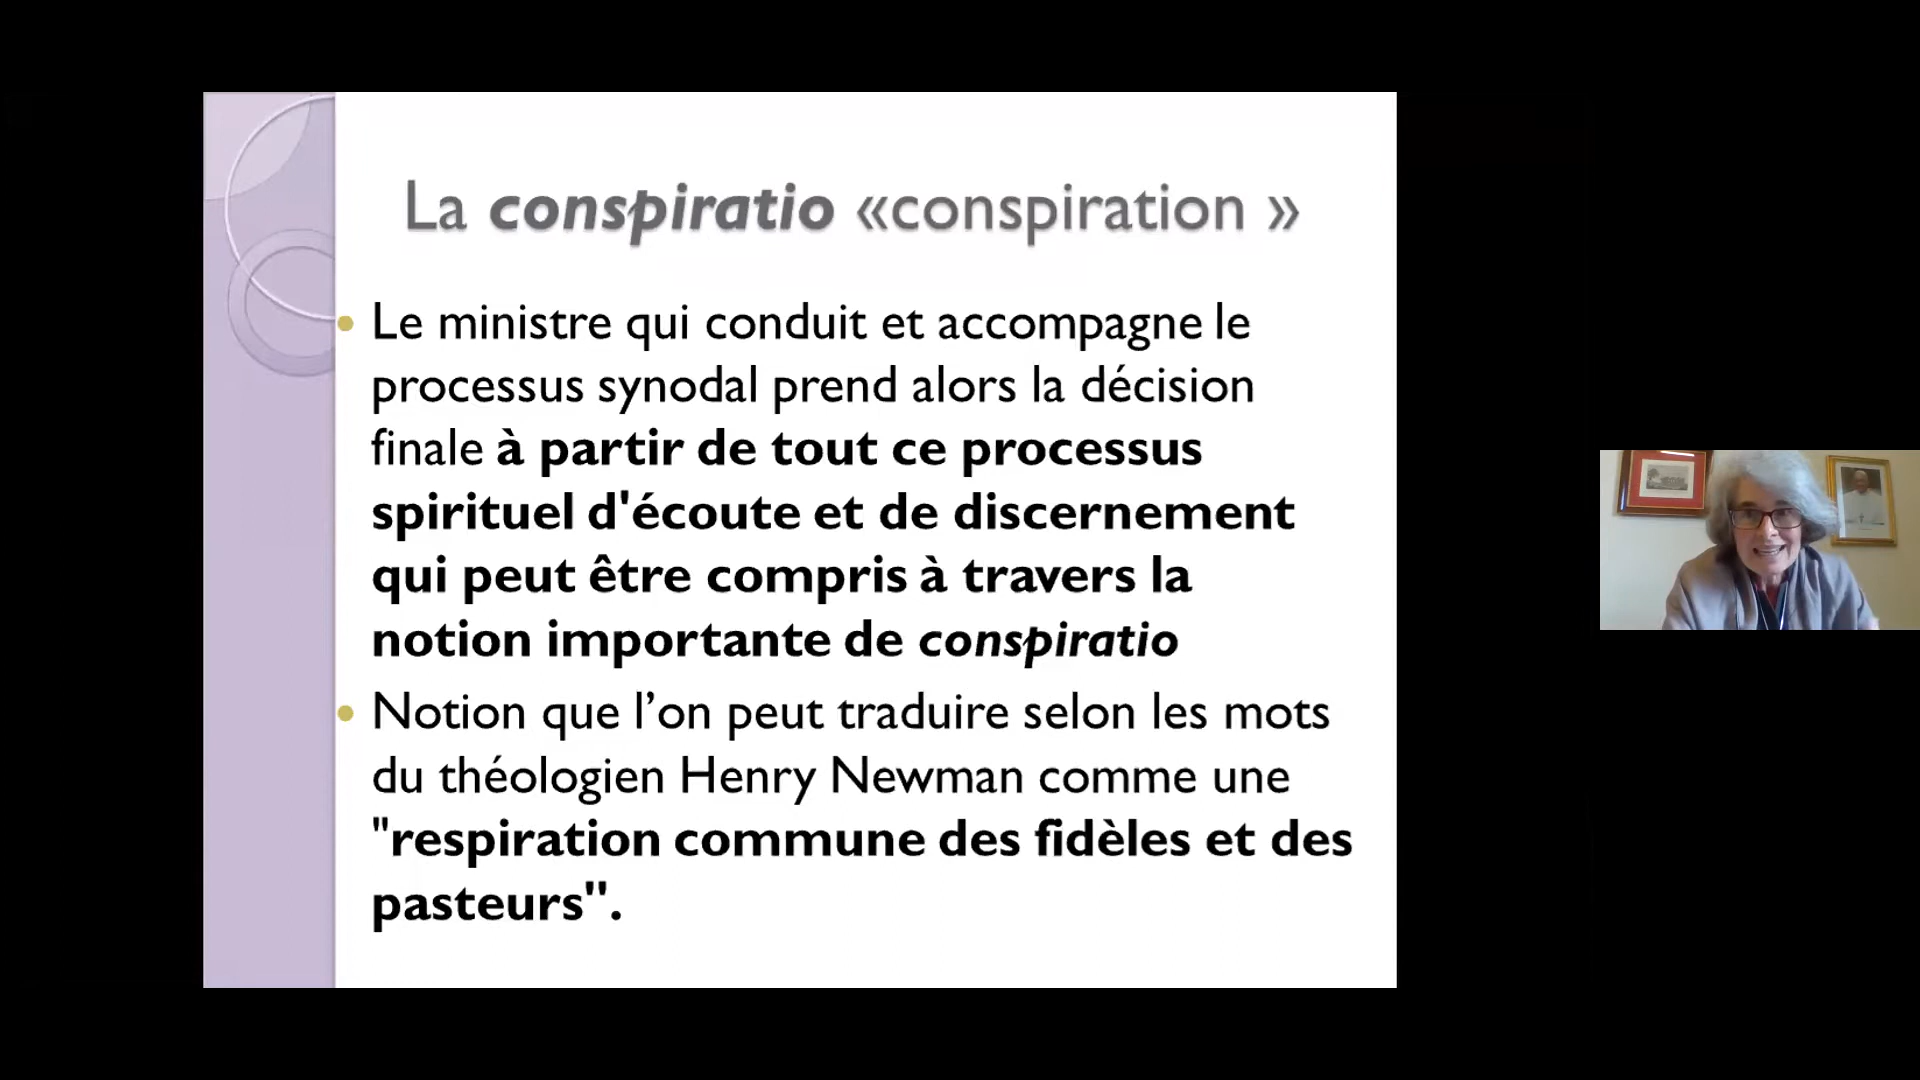 La conspiratio «conspiration »
• Le ministre qui conduit et accompagne le
processus synodal prend alors la décision
finale à partir de tout ce processus
spirituel d'écoute et de discernement
qui peut être compris à travers la
notion importante de conspiratio
• Notion que l’on peut traduire selon les mots
du théologien Henry Newman comme une
"respiration commune des fidèles et des
pasteurs".